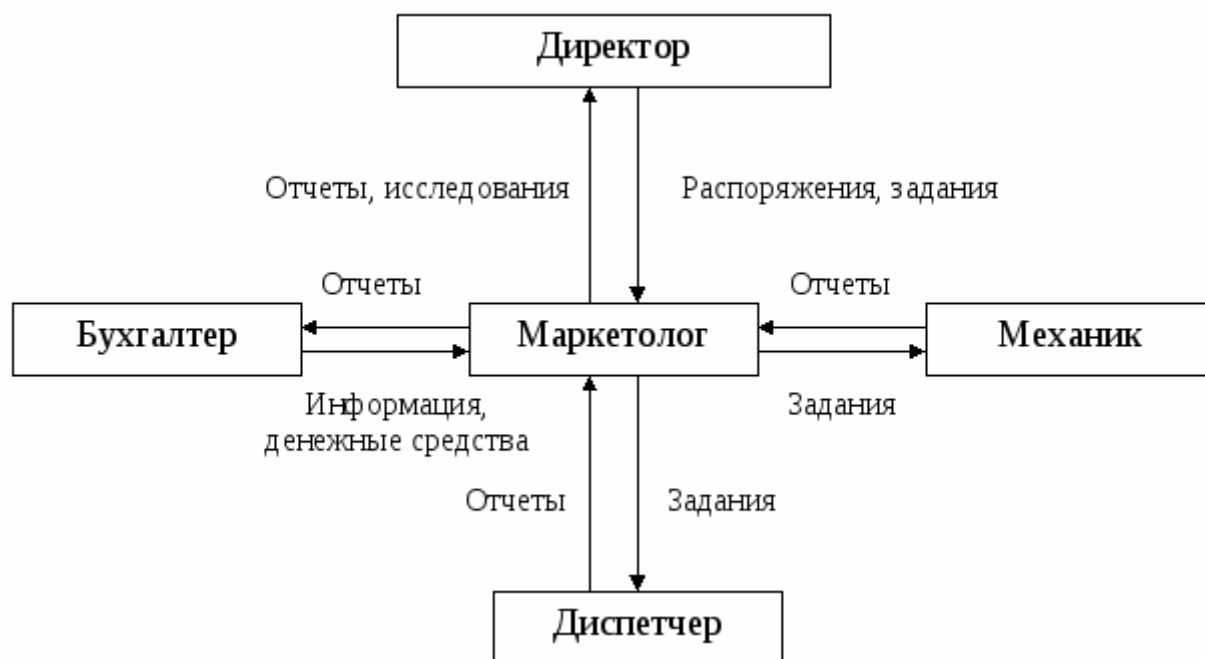 Директор
Отчеты, исследования
Распоряжения, задания
Отчеты
Отчеты
Бухгалтер
Маркетолог
Механик
Информация,
денежные средства
Задания
Отчеты
Задания
Диспетчер